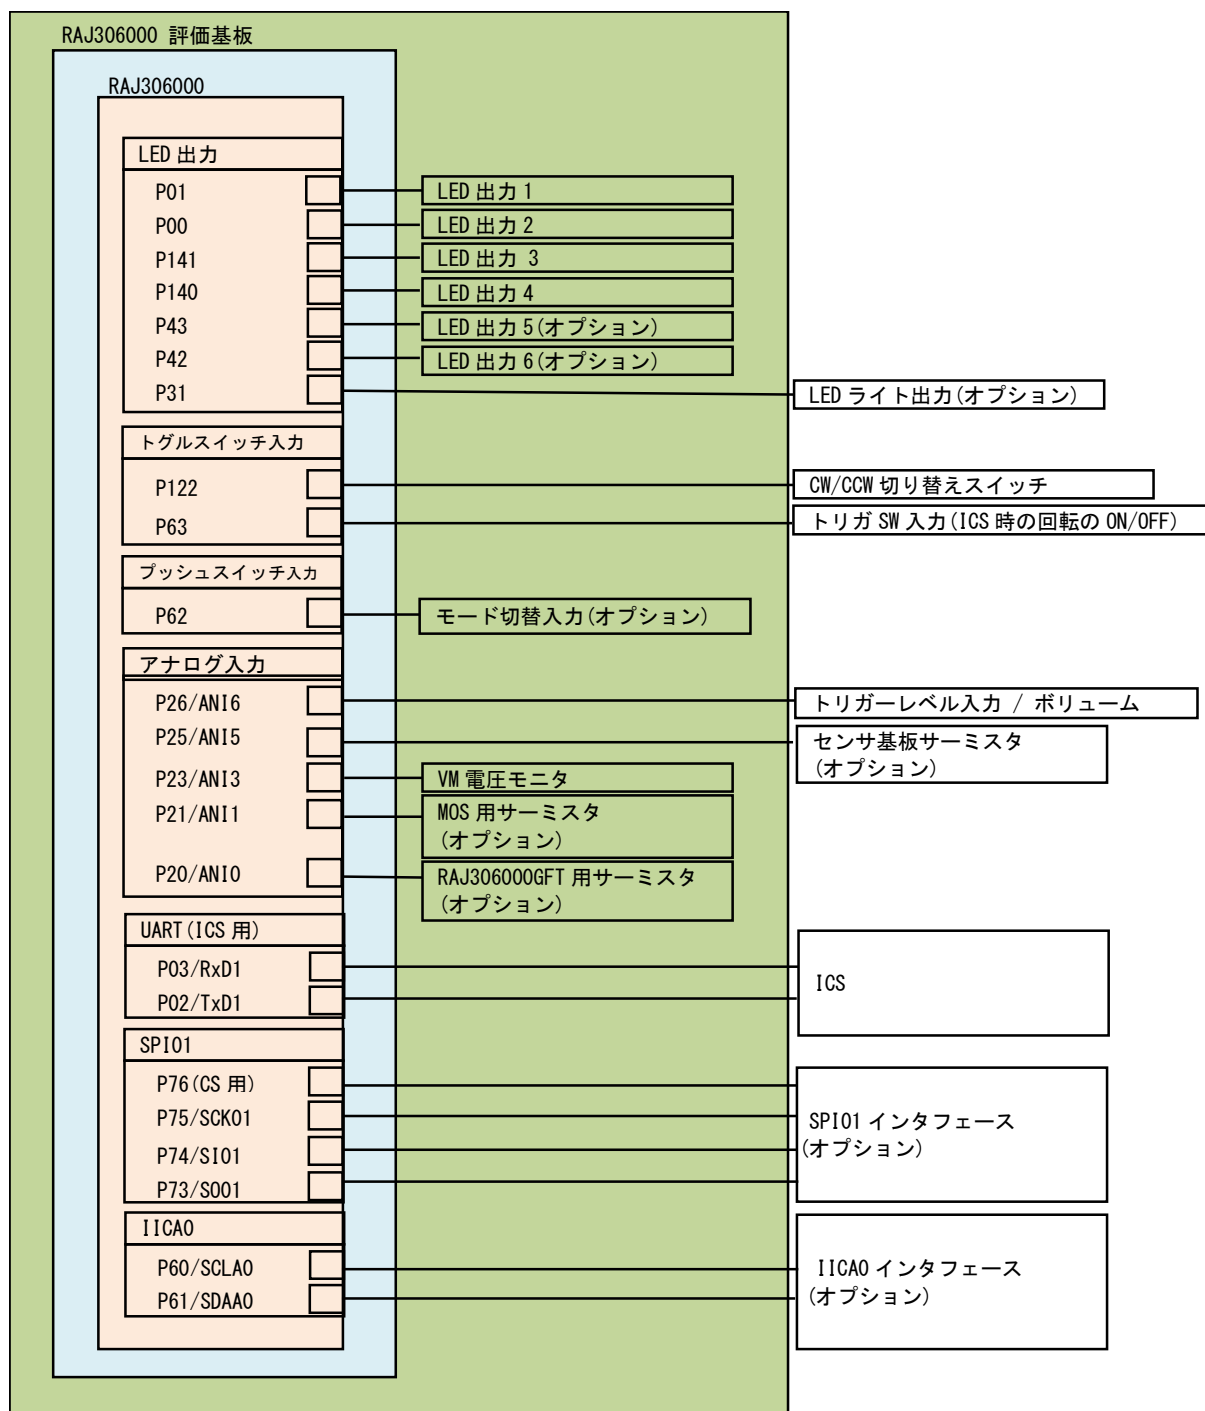 RAJ306000 評価基板
RAJ306000
LED 出力
P01
LED 出力 1
P00
LED 出力 2
P141
LED 出力 3
P140
LED 出力 4
P43
LED 出力 5(オプション)
P42
LED 出力 6(オプション)
P31
LED ライト出力(オプション)
トグルスイッチ入力
P122
CW/CCW 切り替えスイッチ
P63
トリガ SW 入力(ICS 時の回転の ON/OFF)
プッシュスイッチ入力
P62
モード切替入力(オプション)
アナログ入力
P26/ANI6
トリガーレベル入力 / ボリューム
P25/ANI5
センサ基板サーミスタ
(オプション)
P23/ANI3
VM 電圧モニタ
P21/ANI1
MOS 用サーミスタ
(オプション)
P20/ANI0
RAJ306000GFT 用サーミスタ
(オプション)
UART(ICS 用)
P03/RxD1
P02/TxD1
ICS
SPI01
P76(CS 用)
P75/SCK01
P74/SI01
P73/SO01
SPI01 インタフェース
(オプション)
IICA0
P60/SCLA0
P61/SDAA0
IICA0 インタフェース
(オプション)